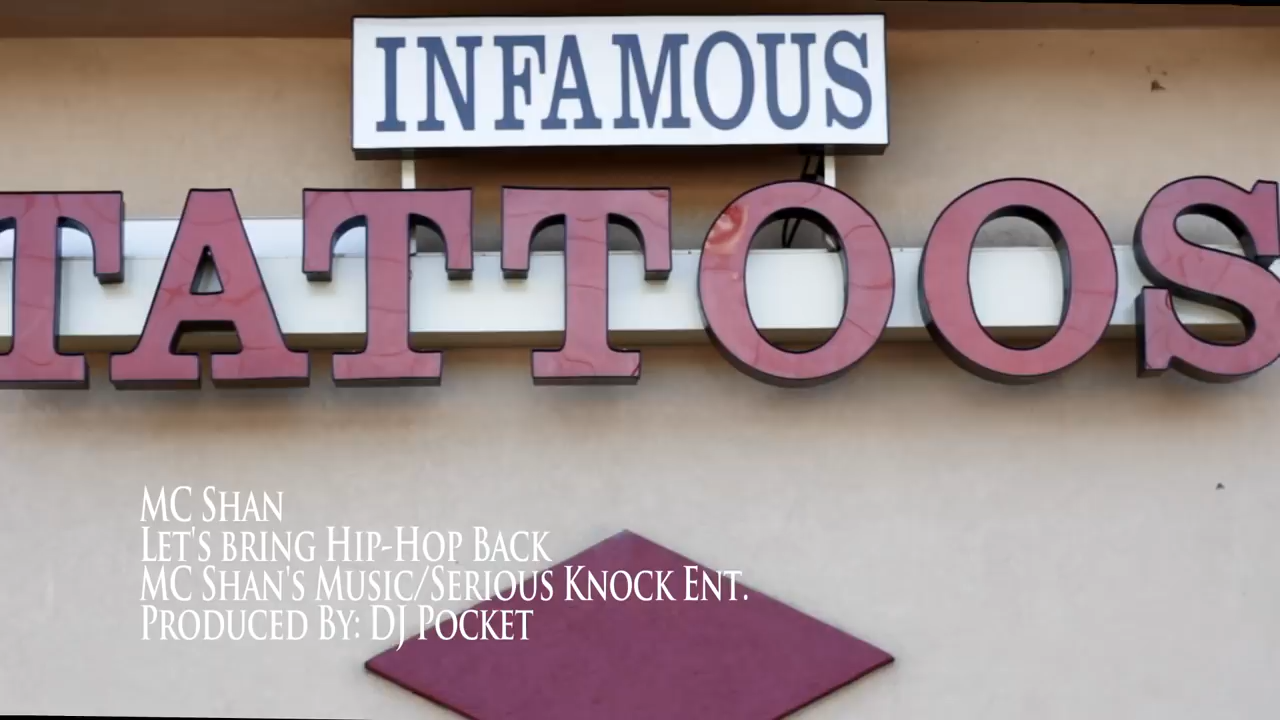 INFAMOUS
TATTOOS
MC Shan
Let's bring Hip-Hop Back
MC Shan's Music/Serious Knock Ent.
Produced By: DJ Pocket